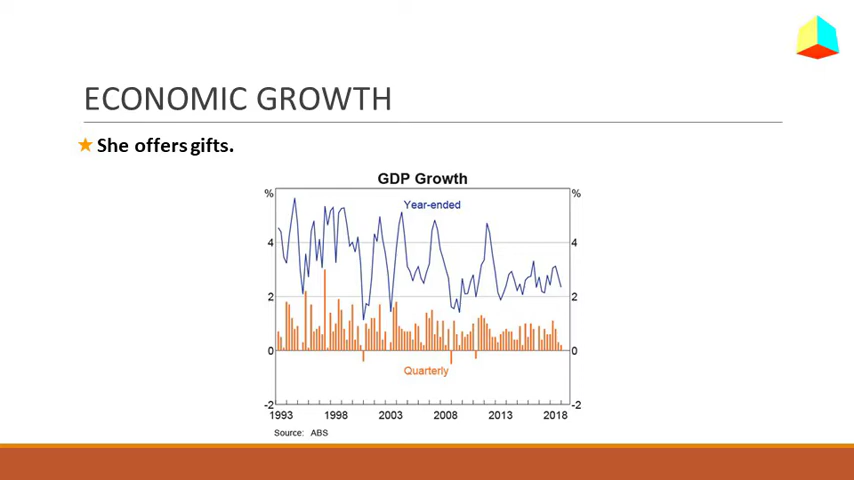 ECONOMIC GROWTH
★ She offers gifts.
GDP Growth
% %
Year-ended
4 4
2 2
0 0
Quarterly
-2 -2
1993 1998 2003 2008 2013 2018
Source: ABS